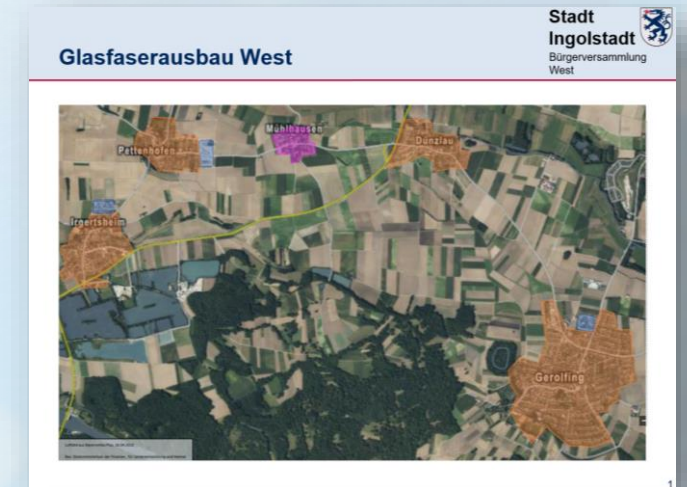 Glasfaserausbau West
Stadt
Ingolstadt
Bürgerversammlung
West
Mühlhausen
Pettenhofen
Dünzlau
Irgertsheim
Gerolfing
1